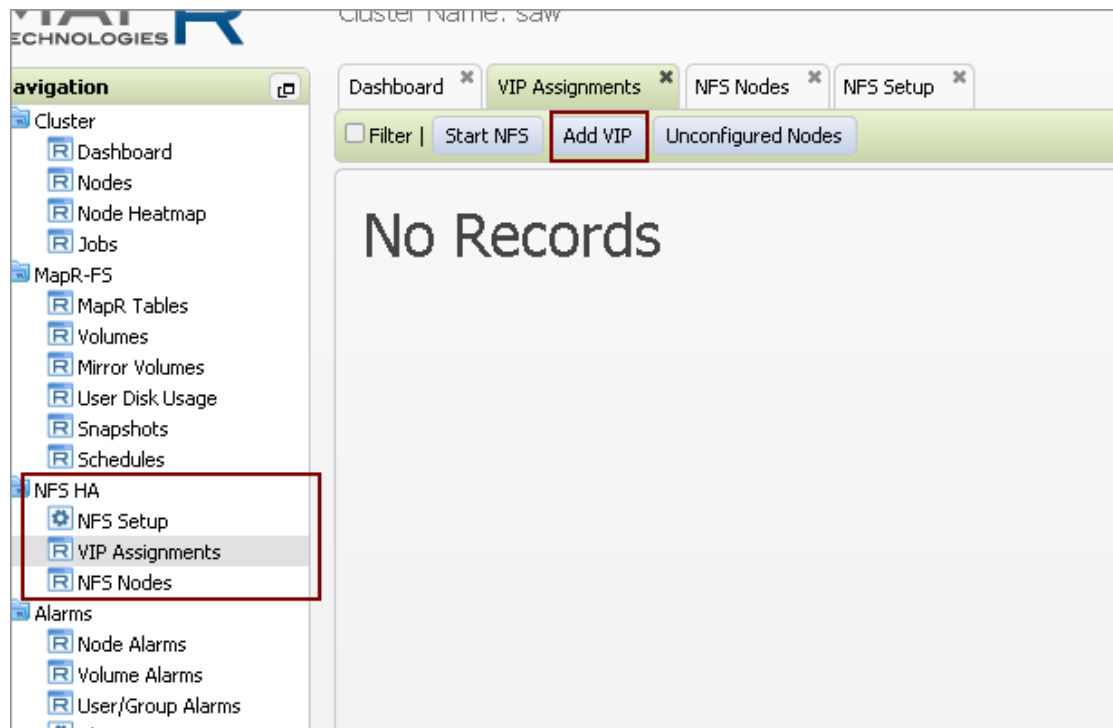 MAPR
TECHNOLOGIES
Cluster Name: saw
avigation
Cluster
Dashboard
Nodes
Node Heatmap
Jobs
MapR-FS
MapR Tables
Volumes
Mirror Volumes
User Disk Usage
Snapshots
Schedules
NFS HA
NFS Setup
VIP Assignments
NFS Nodes
Alarms
Node Alarms
Volume Alarms
User/Group Alarms
Dashboard VIP Assignments NFS Nodes NFS Setup
Filter | Start NFS Add VIP Unconfigured Nodes
No Records